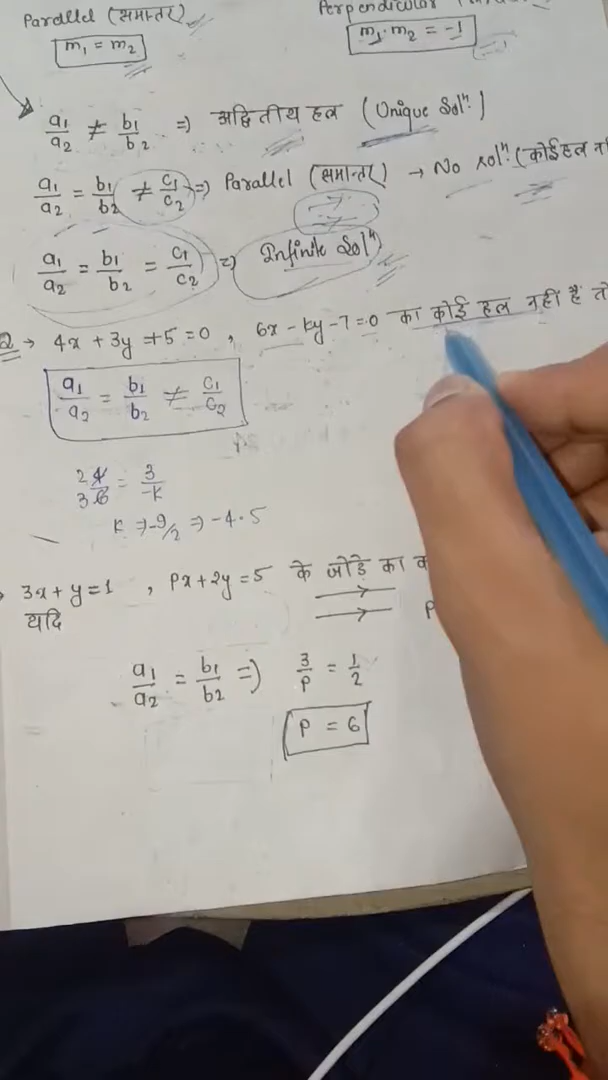 Parallel (समान्तर) Perpendicular
m₁ = m₂ m₁. m₂ = -1
a₁/a₂ ≠ b₁/b₂ => अद्वितीय हल (Unique Solⁿ.)
a₁/a₂ = b₁/b₂ ≠ c₁/c₂ => Parallel (समान्तर) → No solⁿ. (कोई हल
a₁/a₂ = b₁/b₂ = c₁/c₂ => Infinite Solⁿ
Q → 4x + 3y + 5 = 0 , 6x - ky - 7 = 0 का कोई हल नहीं है तो
a₁/a₂ = b₁/b₂ ≠ c₁/c₂
2 4/3 6 = 3/-k
k => -9/2 => -4.5
3x + y = 1 , Px + 2y = 5 के जोड़े का क
यदि P
a₁/a₂ = b₁/b₂ => 3/P = 1/2
P = 6